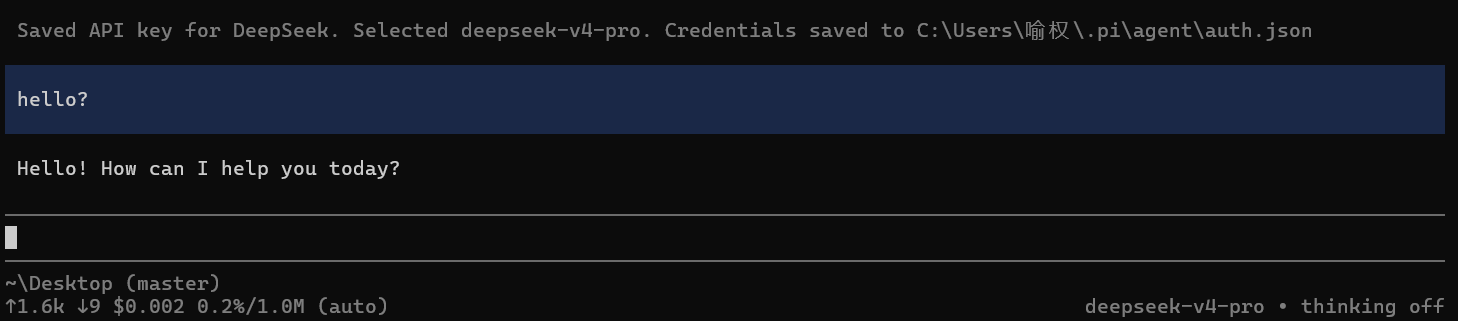 Saved API key for DeepSeek. Selected deepseek-v4-pro. Credentials saved to C:\Users\喻权\.pi\agent\auth.json
hello?
Hello! How can I help you today?
~\Desktop (master)
↑1.6k ↓9 $0.002 0.2%/1.0M (auto) deepseek-v4-pro • thinking off